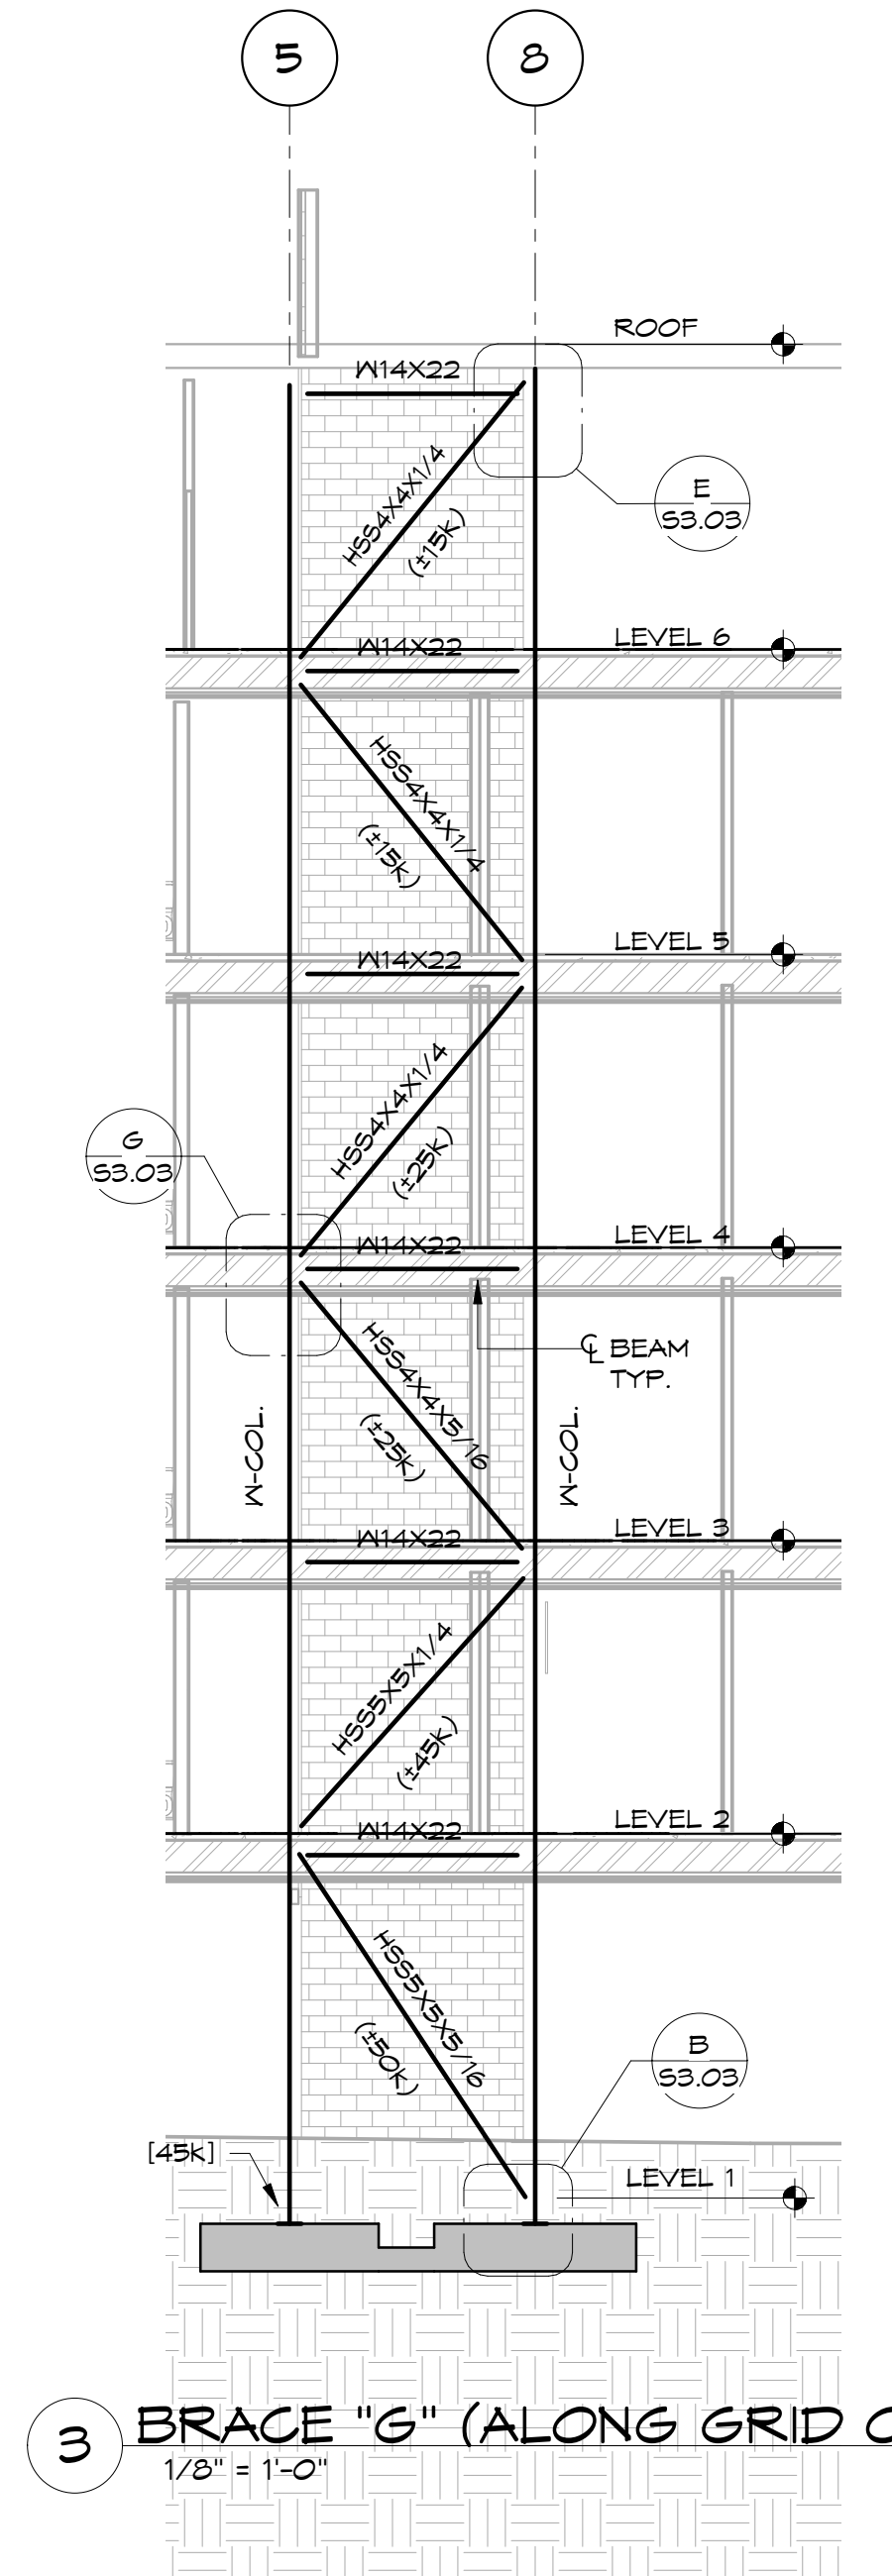 5
8
ROOF
W14X22
HSS4X4X1/4
(±15K)
E
S3.03
LEVEL 6
W14X22
HSS4X4X1/4
(±15K)
LEVEL 5
W14X22
HSS4X4X1/4
(±25K)
G
S3.03
LEVEL 4
W14X22
HSS4X4X5/16
(±25K)
℄ BEAM
TYP.
W-COL.
W-COL.
LEVEL 3
W14X22
HSS5X5X1/4
(±45K)
LEVEL 2
W14X22
HSS5X5X5/16
(±50K)
B
S3.03
[45K]
LEVEL 1
3
BRACE "G" (ALONG GRID
1/8" = 1'-0"